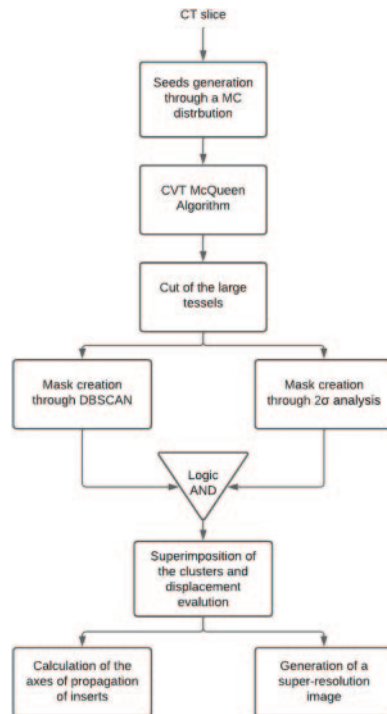 CT slice
Seeds generation
through a MC
distrbution
CVT McQueen
Algorithm
Cut of the large
tessels
Mask creation
through DBSCAN
Mask creation
through 2σ analysis
Logic
AND
Superimposition of
the clusters and
displacement
evalution
Calculation of the
axes of propagation
of inserts
Generation of a
super-resolution
image